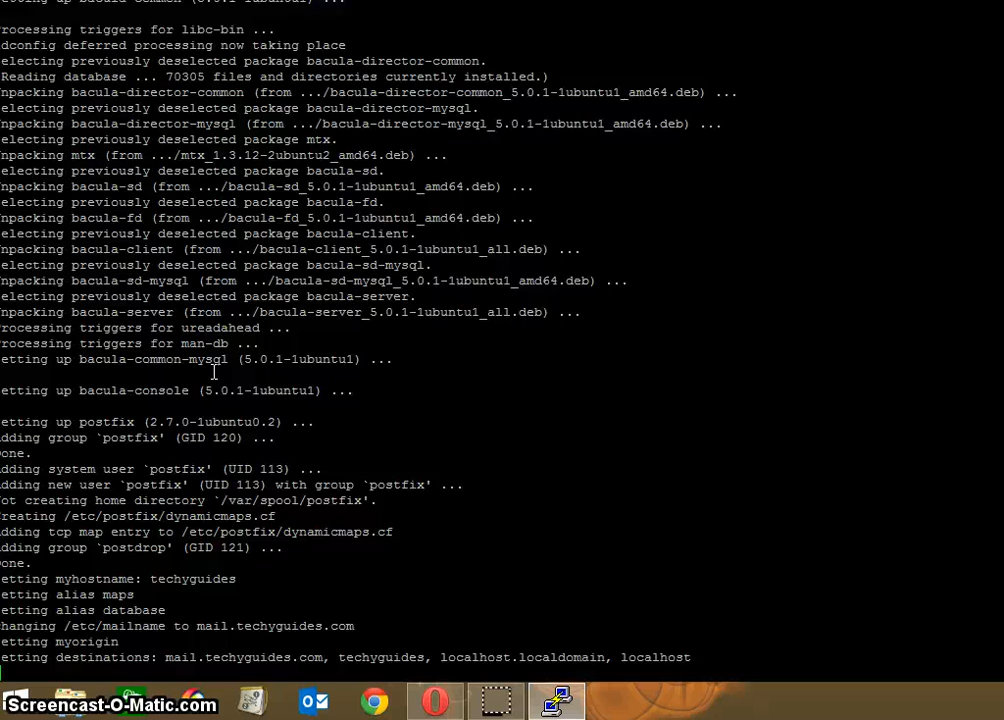 etting up bacula-common (5.0.1-1ubuntu1) ...
rocessing triggers for libc-bin ...
dconfig deferred processing now taking place
electing previously deselected package bacula-director-common.
Reading database ... 70305 files and directories currently installed.)
npacking bacula-director-common (from .../bacula-director-common_5.0.1-1ubuntu1_amd64.deb) ...
electing previously deselected package bacula-director-mysql.
npacking bacula-director-mysql (from .../bacula-director-mysql_5.0.1-1ubuntu1_amd64.deb) ...
electing previously deselected package mtx.
npacking mtx (from .../mtx_1.3.12-2ubuntu2_amd64.deb) ...
electing previously deselected package bacula-sd.
npacking bacula-sd (from .../bacula-sd_5.0.1-1ubuntu1_amd64.deb) ...
electing previously deselected package bacula-fd.
npacking bacula-fd (from .../bacula-fd_5.0.1-1ubuntu1_amd64.deb) ...
electing previously deselected package bacula-client.
npacking bacula-client (from .../bacula-client_5.0.1-1ubuntu1_all.deb) ...
electing previously deselected package bacula-sd-mysql.
npacking bacula-sd-mysql (from .../bacula-sd-mysql_5.0.1-1ubuntu1_amd64.deb) ...
electing previously deselected package bacula-server.
npacking bacula-server (from .../bacula-server_5.0.1-1ubuntu1_all.deb) ...
rocessing triggers for ureadahead ...
rocessing triggers for man-db ...
etting up bacula-common-mysql (5.0.1-1ubuntu1) ...
etting up bacula-console (5.0.1-1ubuntu1) ...
etting up postfix (2.7.0-1ubuntu0.2) ...
dding group `postfix' (GID 120) ...
one.
dding system user `postfix' (UID 113) ...
dding new user `postfix' (UID 113) with group `postfix' ...
ot creating home directory `/var/spool/postfix'.
reating /etc/postfix/dynamicmaps.cf
dding tcp map entry to /etc/postfix/dynamicmaps.cf
dding group `postdrop' (GID 121) ...
one.
etting myhostname: techyguides
etting alias maps
etting alias database
hanging /etc/mailname to mail.techyguides.com
etting myorigin
etting destinations: mail.techyguides.com, techyguides, localhost.localdomain, localhost
Screencast-O-Matic.com